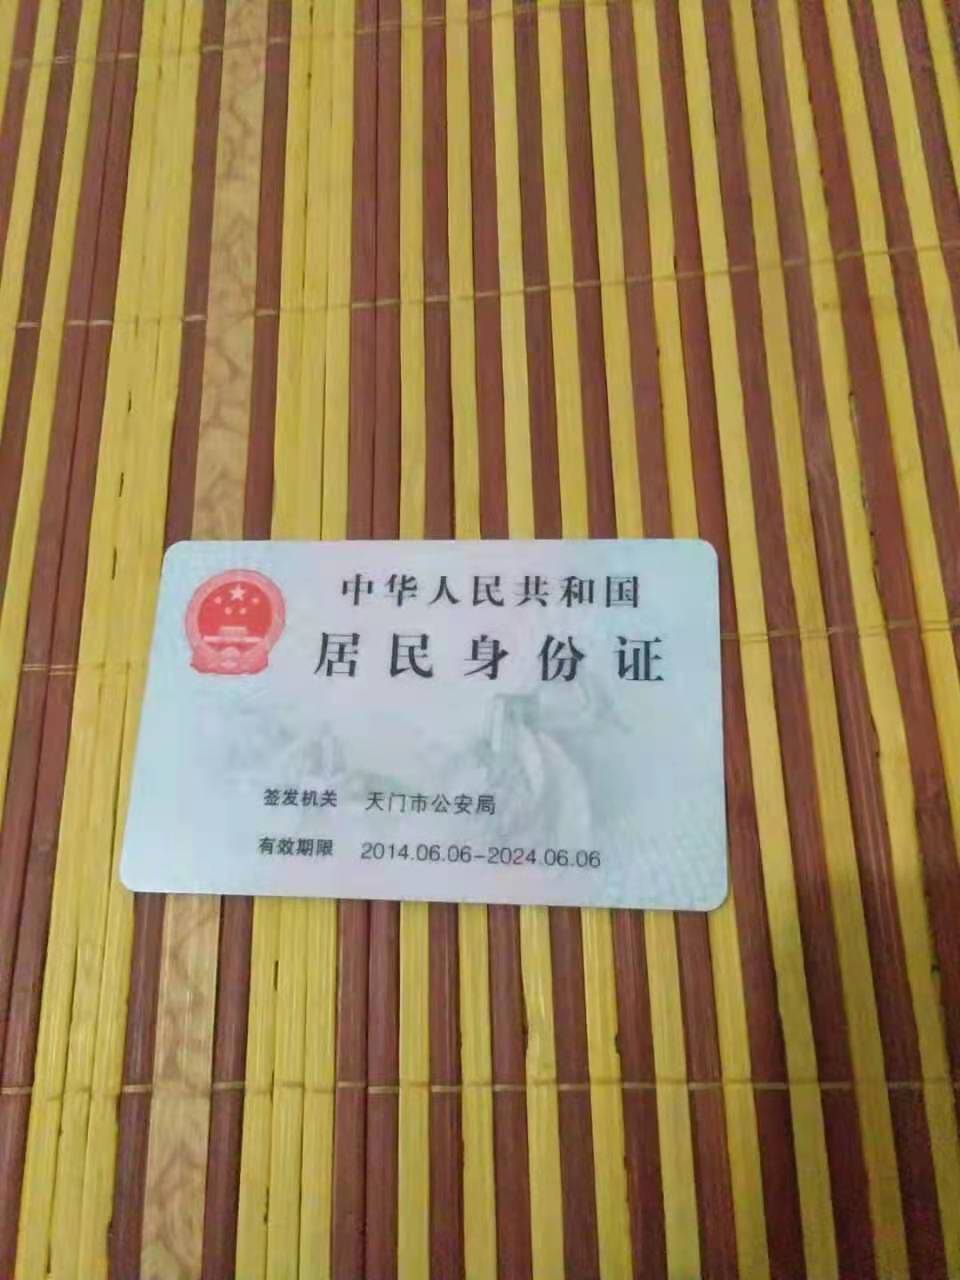 中华人民共和国
居民身份证
签发机关 天门市公安局
有效期限 2014.06.06-2024.06.06